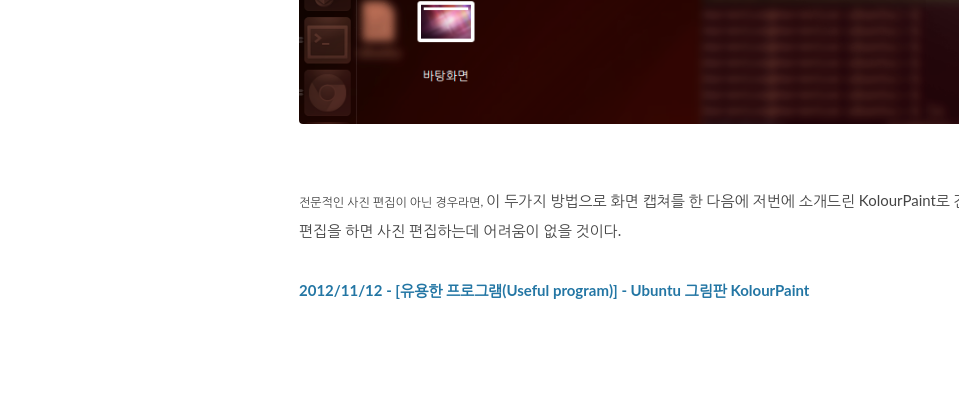 바탕화면
전문적인 사진 편집이 아닌 경우라면, 이 두가지 방법으로 화면 캡쳐를 한 다음에 저번에 소개드린 KolourPaint로
편집을 하면 사진 편집하는데 어려움이 없을 것이다.
2012/11/12 - [유용한 프로그램(Useful program)] - Ubuntu 그림판 KolourPaint